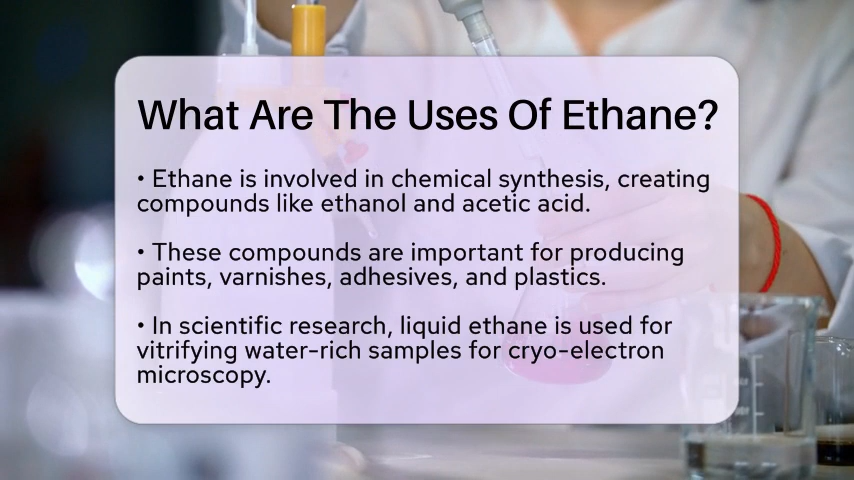 What Are The Uses Of Ethane?
• Ethane is involved in chemical synthesis, creating
compounds like ethanol and acetic acid.
• These compounds are important for producing
paints, varnishes, adhesives, and plastics.
• In scientific research, liquid ethane is used for
vitrifying water-rich samples for cryo-electron
microscopy.